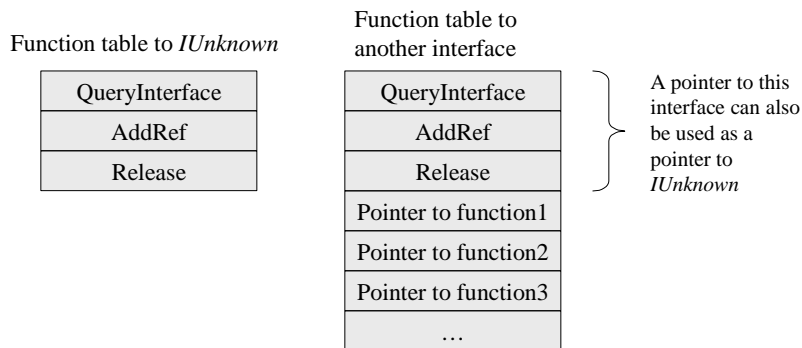 Function table to IUnknown
QueryInterface
AddRef
Release
Function table to
another interface
QueryInterface
AddRef
Release
Pointer to function1
Pointer to function2
Pointer to function3
…
A pointer to this
interface can also
be used as a
pointer to
IUnknown